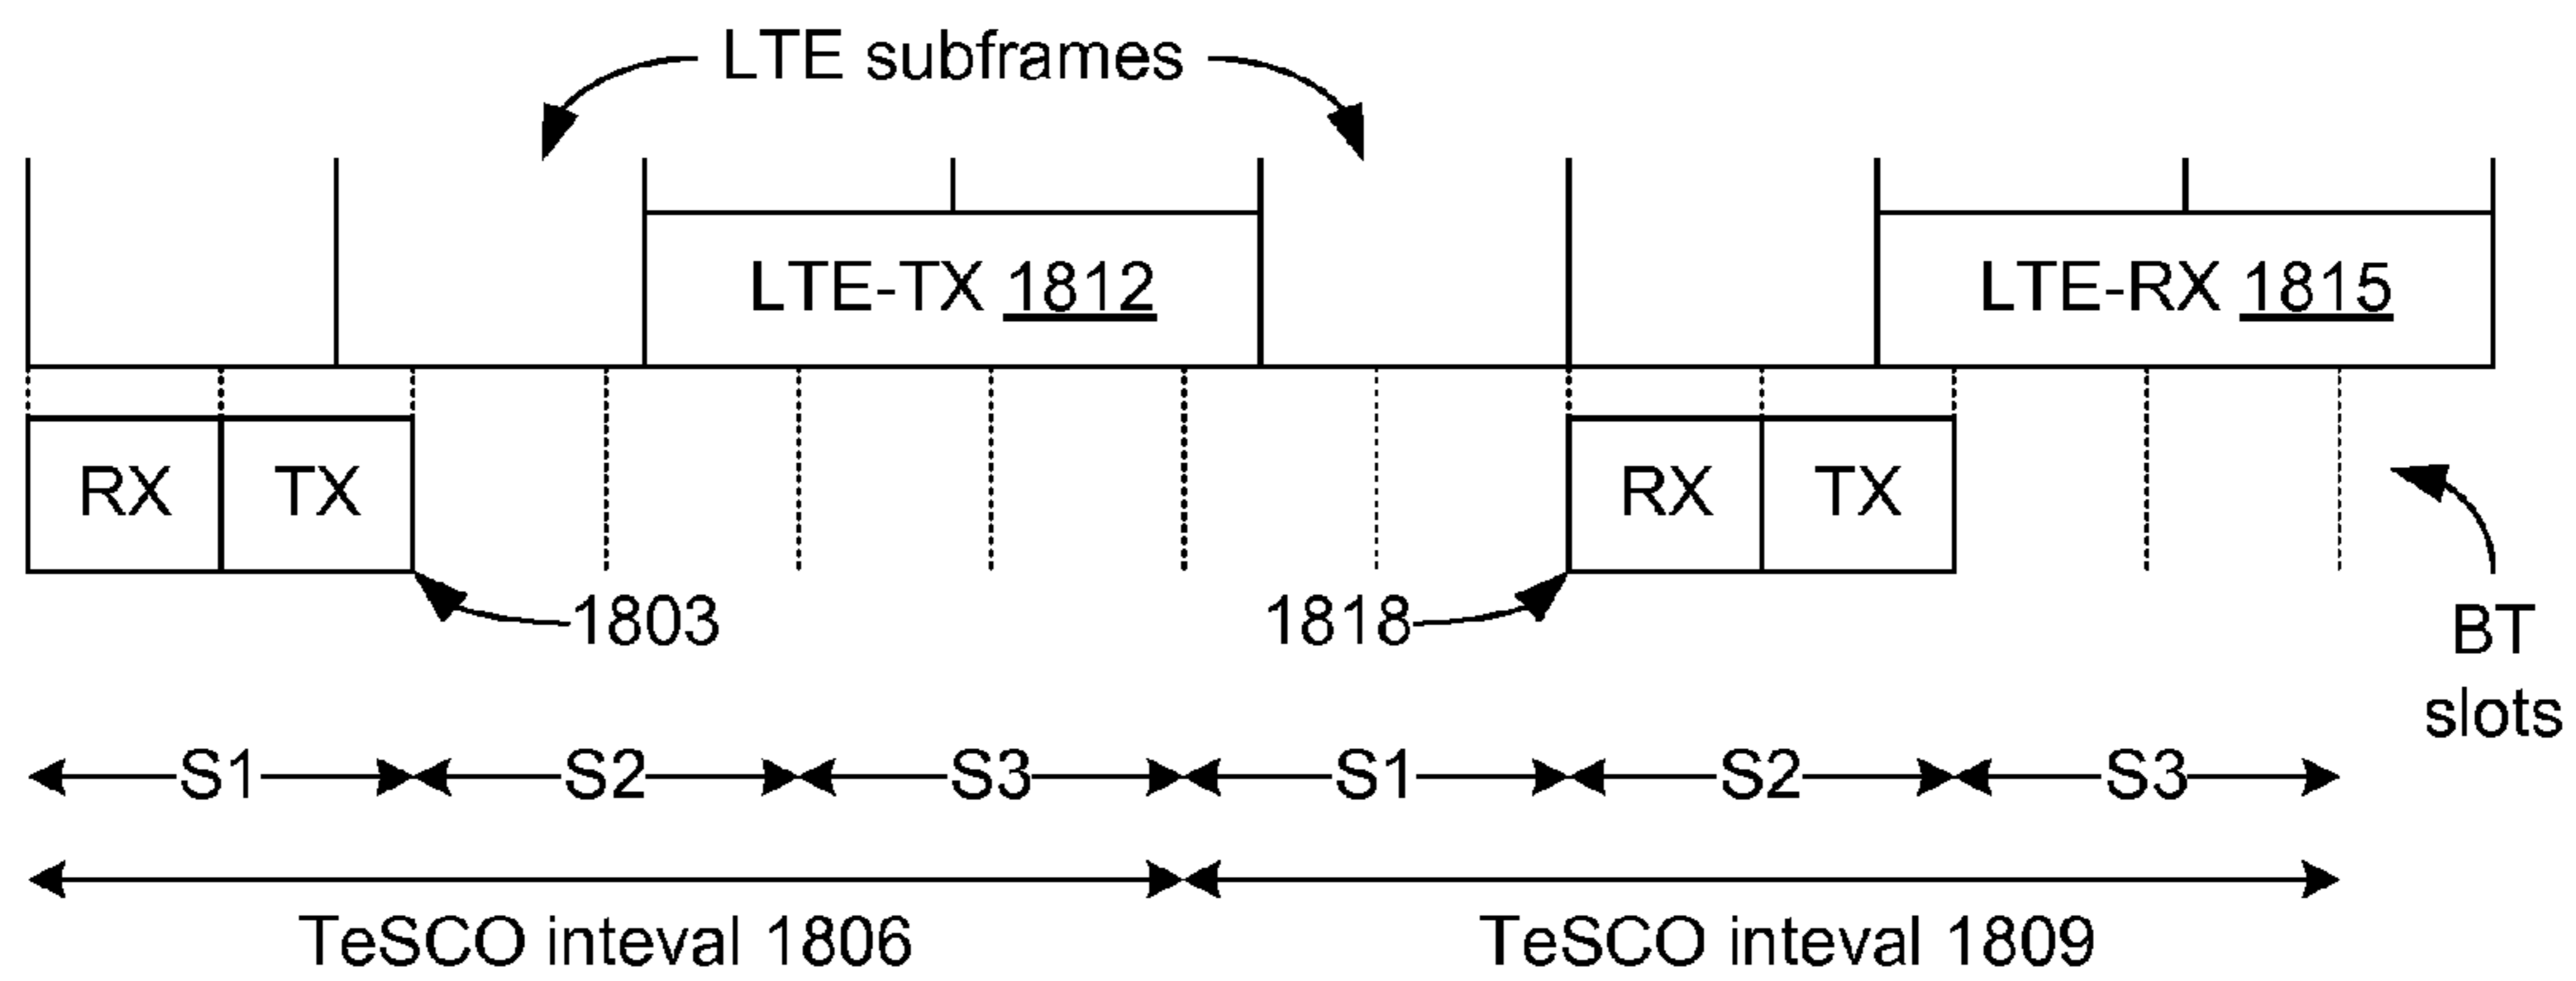 LTE subframes
LTE-TX 1812
LTE-RX 1815
RX
TX
RX
TX
1803
1818
BT
slots
S1
S2
S3
S1
S2
S3
TeSCO inteval 1806
TeSCO inteval 1809